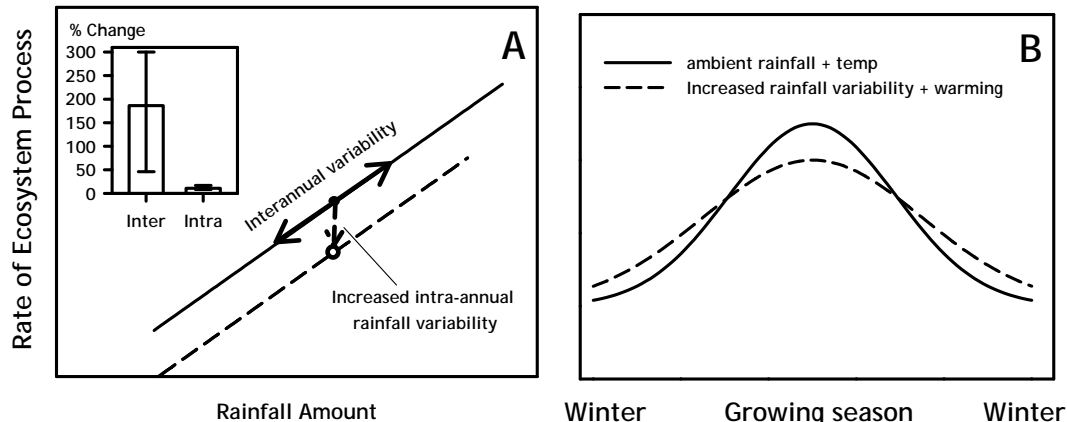 Rate of Ecosystem Process
A
% Change
300
250
200
150
100
50
0
Inter
Intra
Interannual variability
Increased intra-annual
rainfall variability
Rainfall Amount
B
ambient rainfall + temp
Increased rainfall variability + warming
Winter
Growing season
Winter